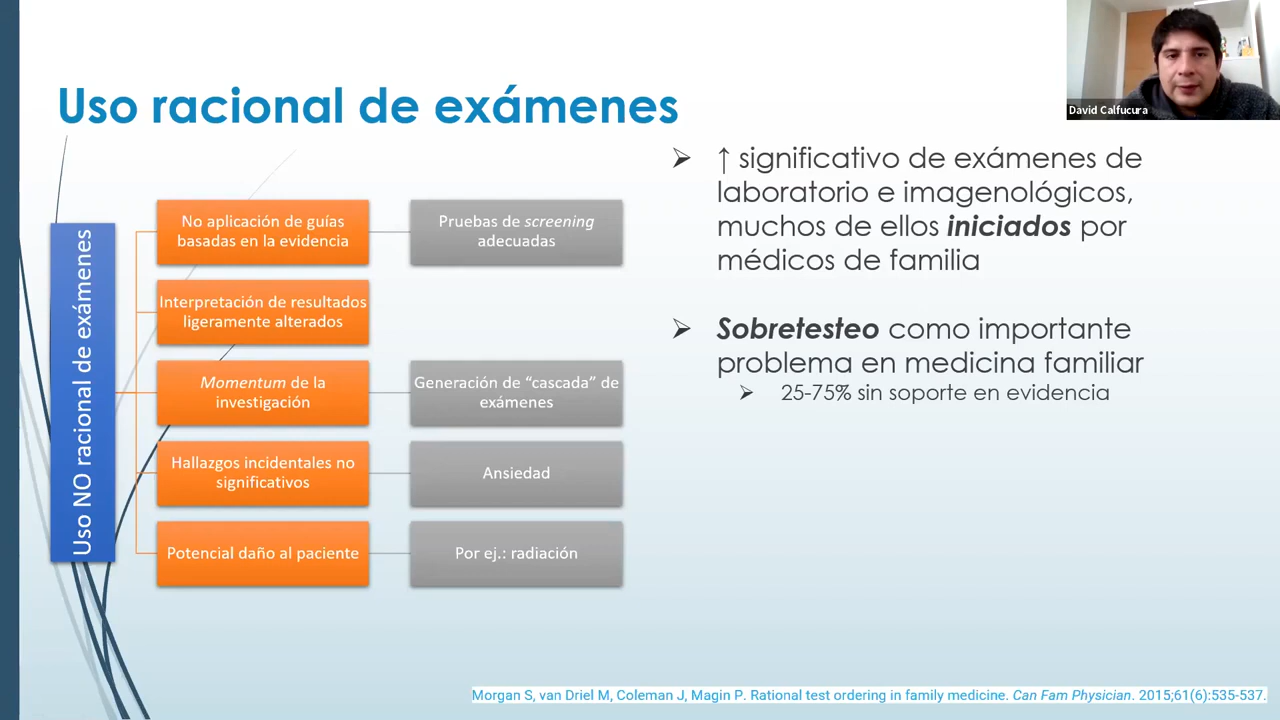 Uso racional de exámenes
David Calfucura
Uso NO racional de exámenes
No aplicación de guías
basadas en la evidencia
Pruebas de screening
adecuadas
Interpretación de resultados
ligeramente alterados
Momentum de la
investigación
Generación de “cascada” de
exámenes
Hallazgos incidentales no
significativos
Ansiedad
Potencial daño al paciente
Por ej.: radiación
↑ significativo de exámenes de
laboratorio e imagenológicos,
muchos de ellos iniciados por
médicos de familia
Sobretesteo como importante
problema en medicina familiar
25-75% sin soporte en evidencia
Morgan S, van Driel M, Coleman J, Magin P. Rational test ordering in family medicine. Can Fam Physician. 2015;61(6):535-537.